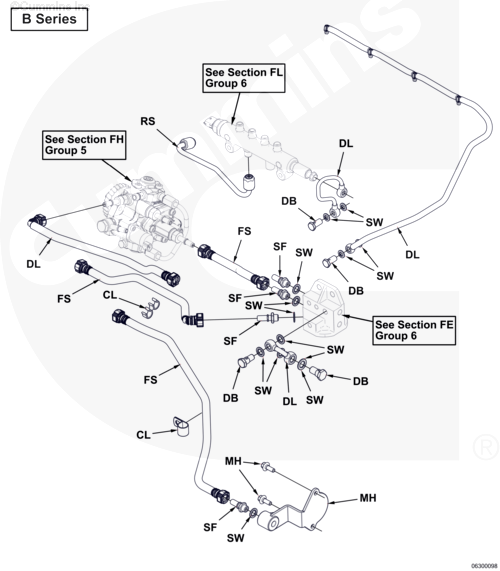 ©Cummins Inc.
B Series
See Section FL
Group 6
RS
See Section FH
Group 5
DL
DB
SW
FS
DL
SF
SW
DL
SW
DB
FS
CL
SF
SW
SF
See Section FE
Group 6
SW
FS
DB
SW
DL
SW
DB
CL
MH
MH
SF
SW
cummins
®
06300098